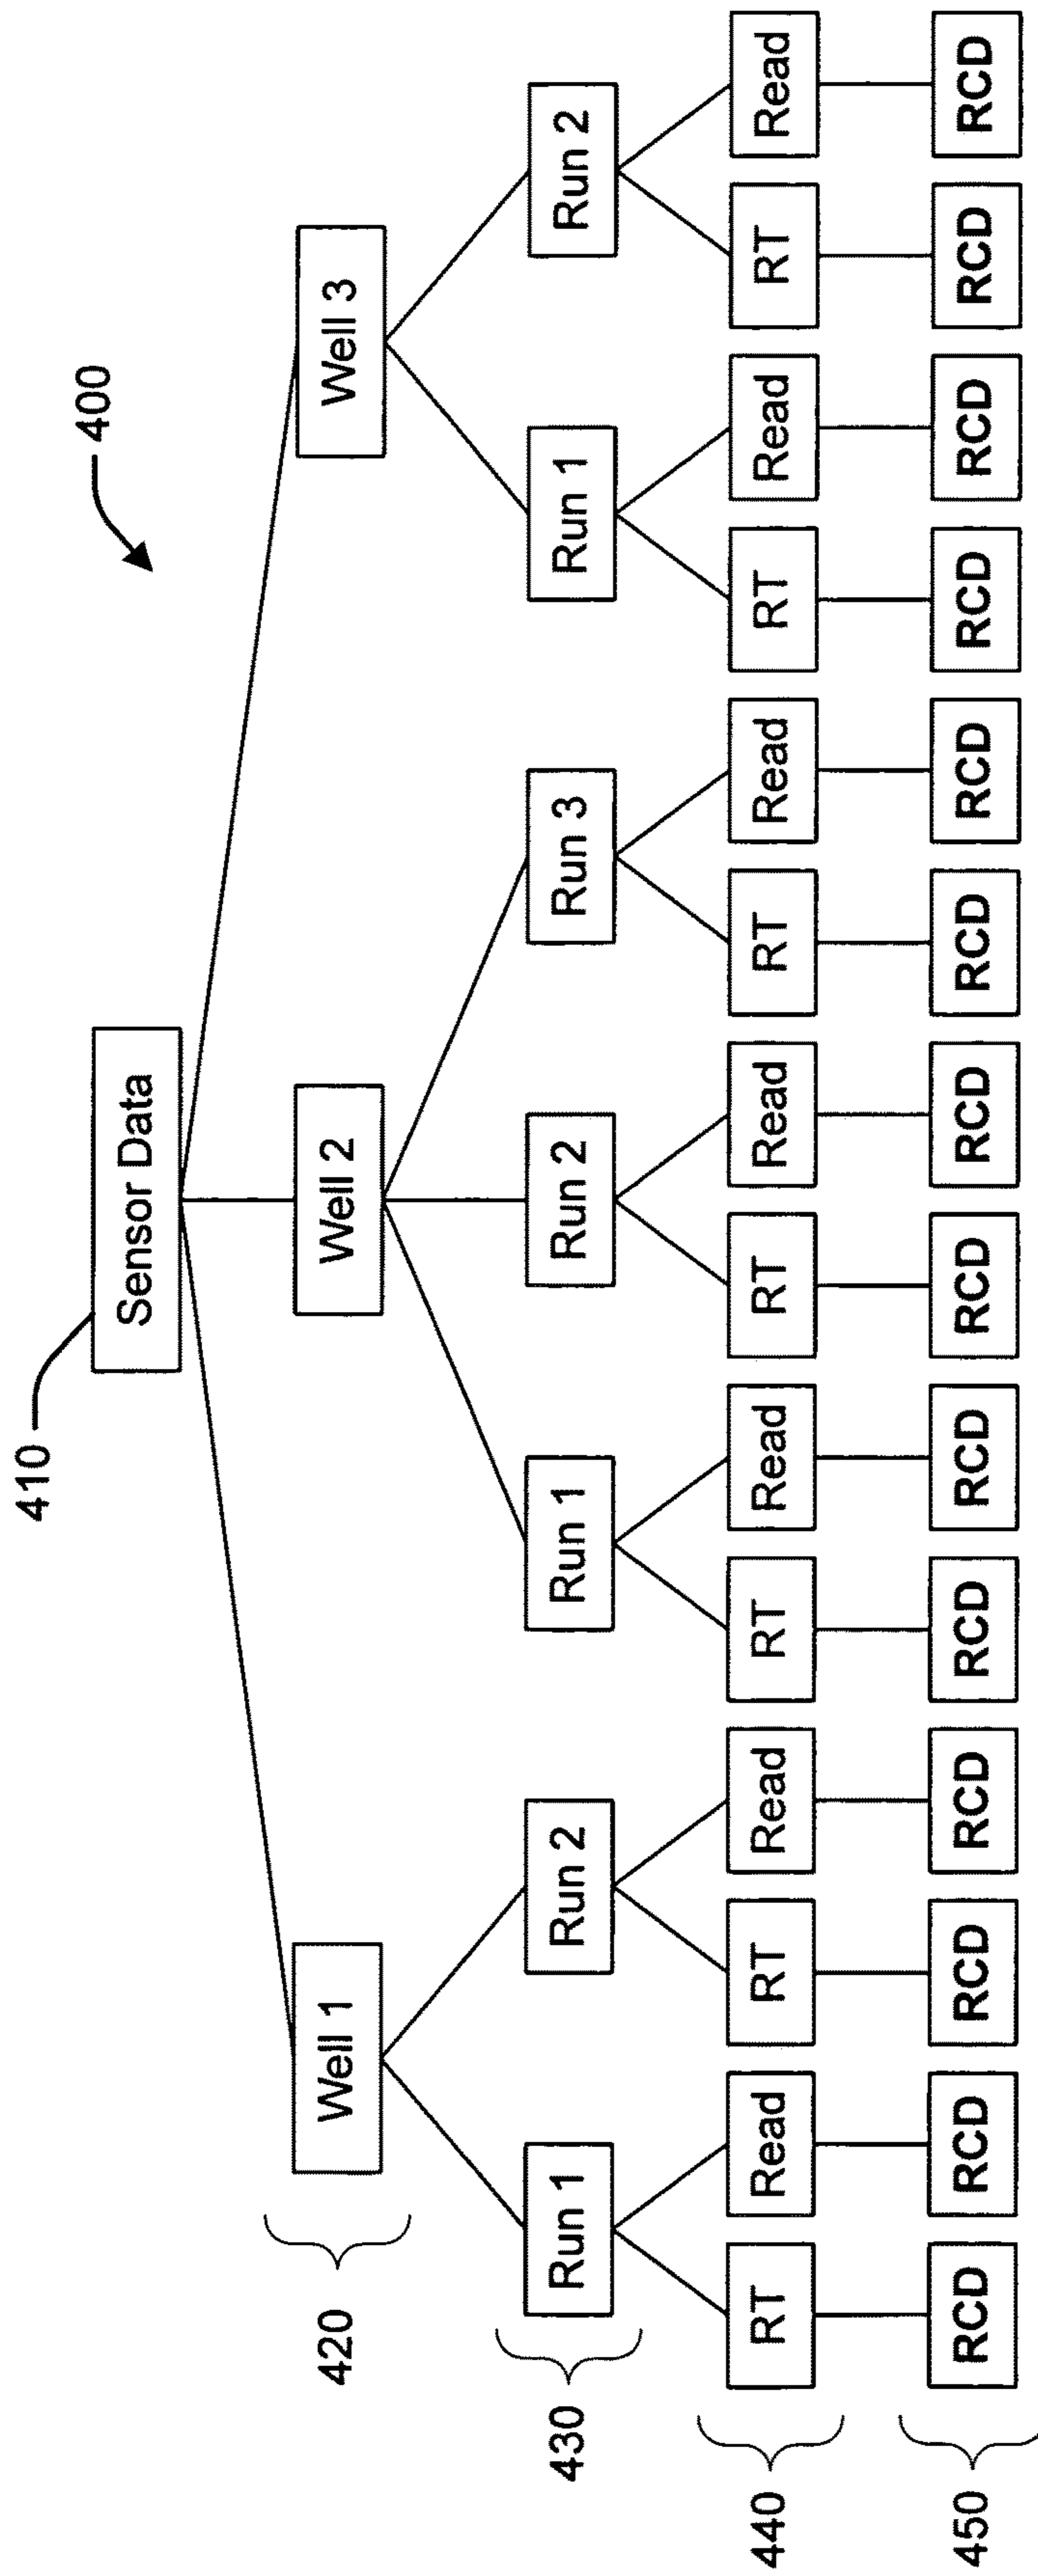 400
410
Sensor Data
420
Well 1
Well 2
Well 3
430
Run 1
Run 2
Run 1
Run 2
Run 3
Run 1
Run 2
440
RT
Read
RT
Read
RT
Read
RT
Read
RT
Read
RT
Read
RT
Read
450
RCD
RCD
RCD
RCD
RCD
RCD
RCD
RCD
RCD
RCD
RCD
RCD
RCD
RCD